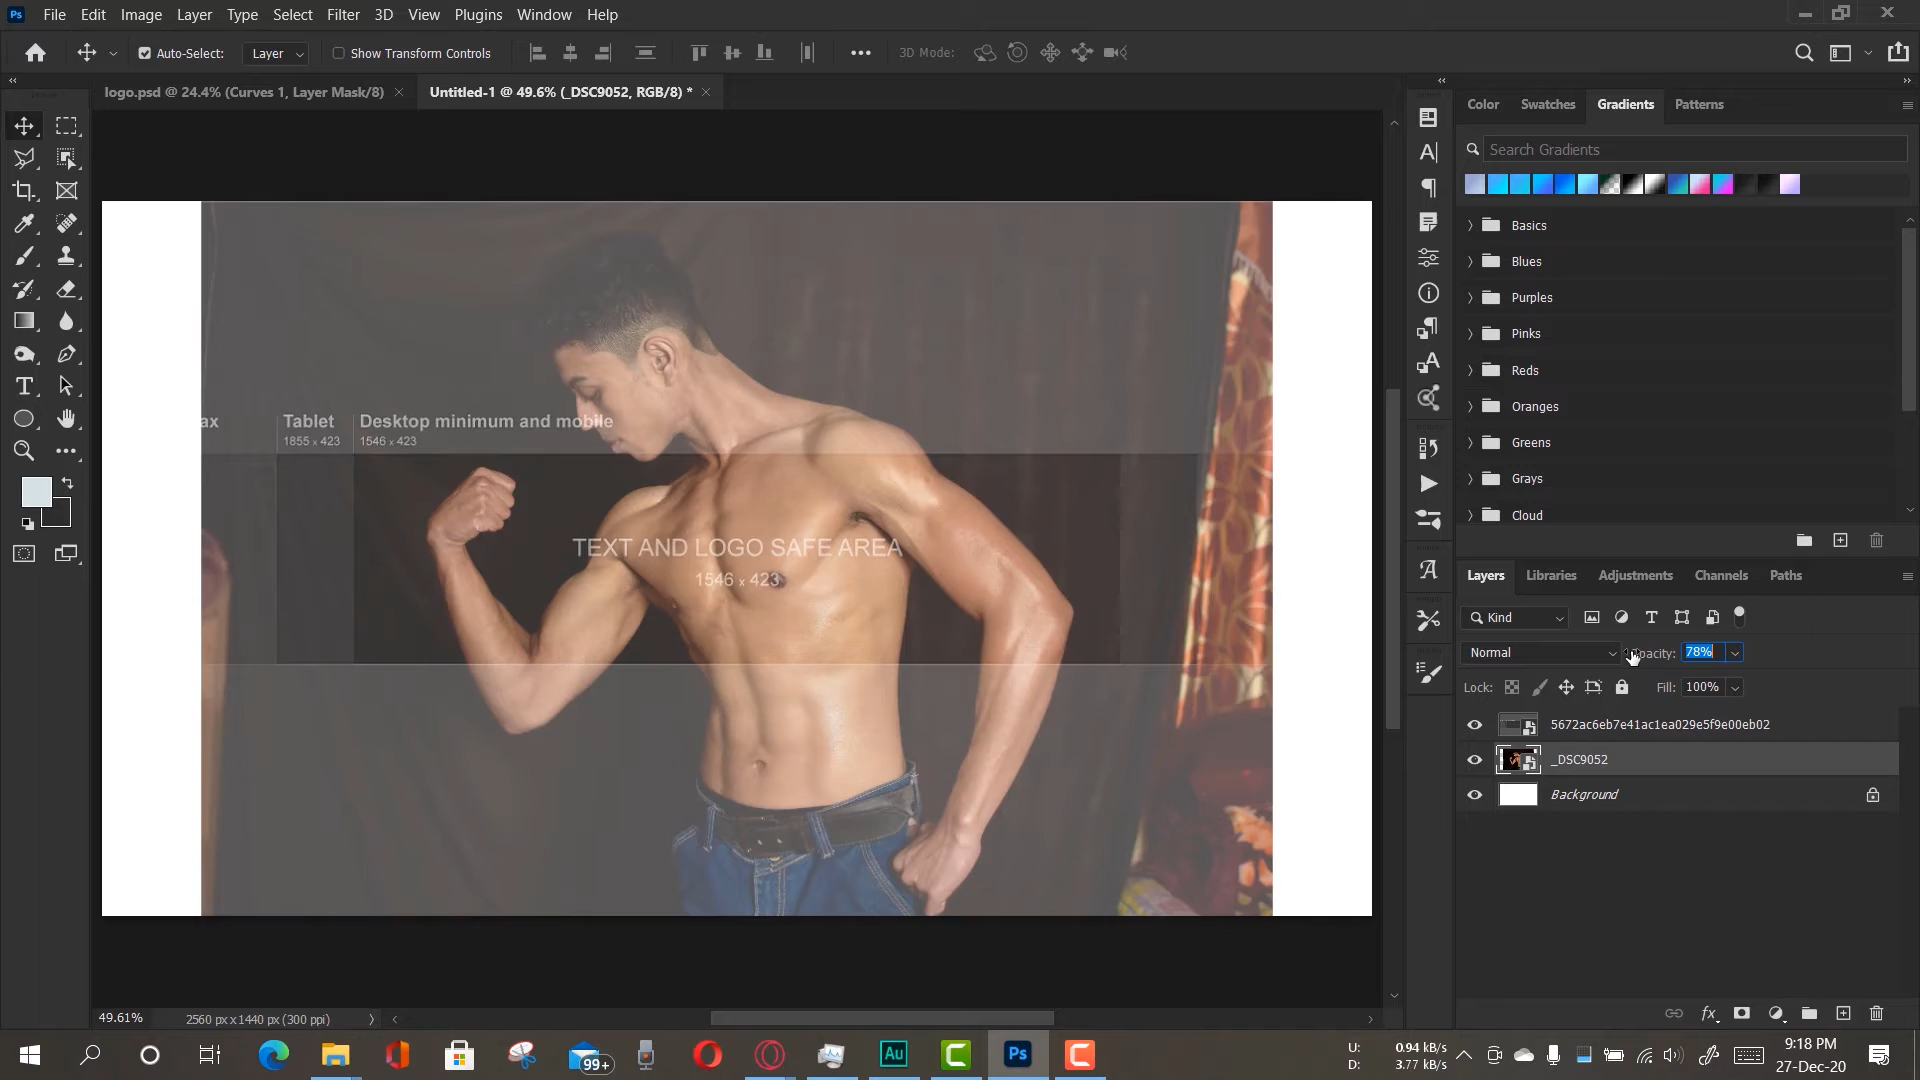 Ps File Edit Image Layer Type Select Filter 3D View Plugins Window Help
Auto-Select: Layer Show Transform Controls 3D Mode:
logo.psd @ 24.4% (Curves 1, Layer Mask/8) Untitled-1 @ 49.6% (_DSC9052, RGB/8) *
Color Swatches Gradients Patterns
Search Gradients
Basics
Blues
Purples
Pinks
Reds
Oranges
Greens
Grays
Cloud
ax Tablet Desktop minimum and mobile
1855 x 423 1546 x 423
TEXT AND LOGO SAFE AREA
1546 x 423
Layers Libraries Adjustments Channels Paths
Kind
Normal pacity: 78%
Lock: Fill: 100%
5672ac6eb7e41ac1ea029e5f9e00eb02
_DSC9052
Background
49.61% 2560 px x 1440 px (300 ppi)
99+ Au Ps
U: 0.94 kB/s
D: 3.77 kB/s
9:18 PM
27-Dec-20